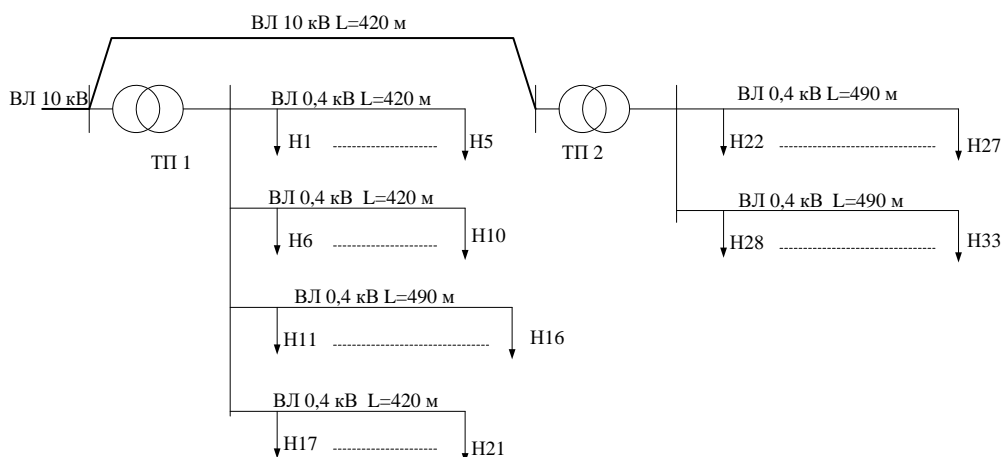 ВЛ 10 кВ L=420 м
ВЛ 10 кВ
ТП 1
ВЛ 0,4 кВ L=420 м
Н1
Н5
ВЛ 0,4 кВ L=420 м
Н6
Н10
ВЛ 0,4 кВ L=490 м
Н11
Н16
ВЛ 0,4 кВ L=420 м
Н17
Н21
ТП 2
ВЛ 0,4 кВ L=490 м
Н22
Н27
ВЛ 0,4 кВ L=490 м
Н28
Н33